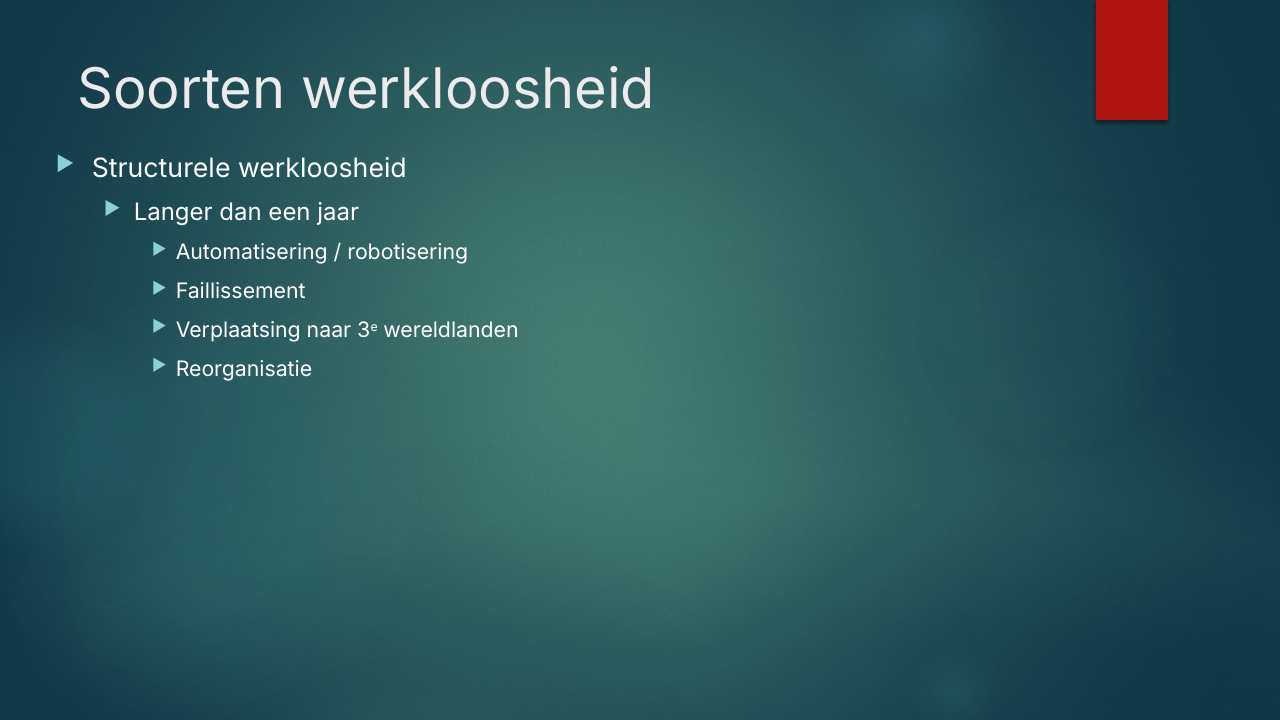 Soorten werkloosheid
Structurele werkloosheid
Langer dan een jaar
Automatisering / robotisering
Faillissement
Verplaatsing naar 3ᵉ wereldlanden
Reorganisatie